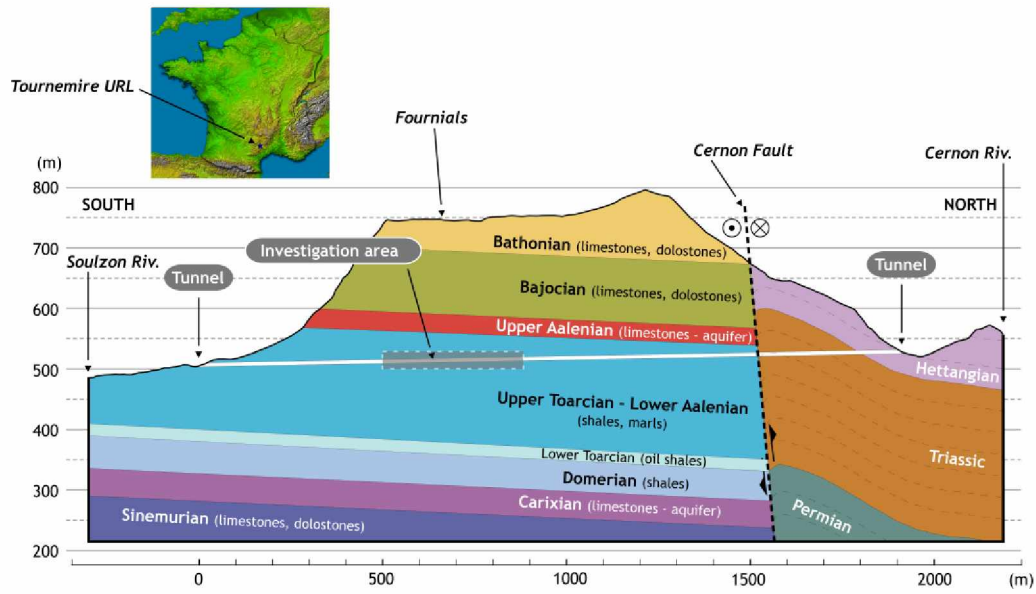 Tournemire URL
Fournials
Cernon Fault
Cernon Riv.
(m)
800
SOUTH
NORTH
Investigation area
Bathonian (limestones, dolostones)
700
Soulzon Riv.
Tunnel
Tunnel
Bajocian (limestones, dolostones)
600
Upper Aalenian (limestones - aquifer)
500
Hettangian
Upper Toarcian - Lower Aalenian
(shales, marls)
400
Lower Toarcian (oil shales)
Triassic
Domerian (shales)
300
Carixian (limestones - aquifer)
Sinemurian (limestones, dolostones)
Permian
200
0
500
1000
1500
2000
(m)